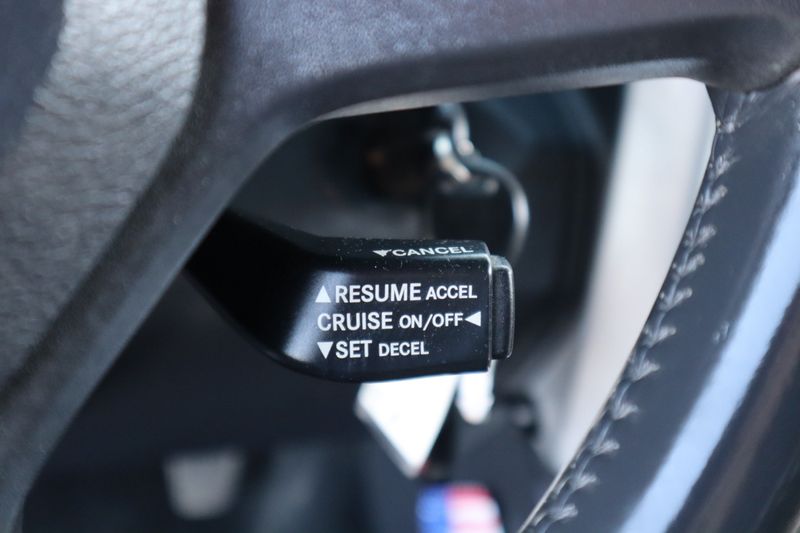 ▼CANCEL
▲RESUME ACCEL
CRUISE ON/OFF◄
▼SET DECEL